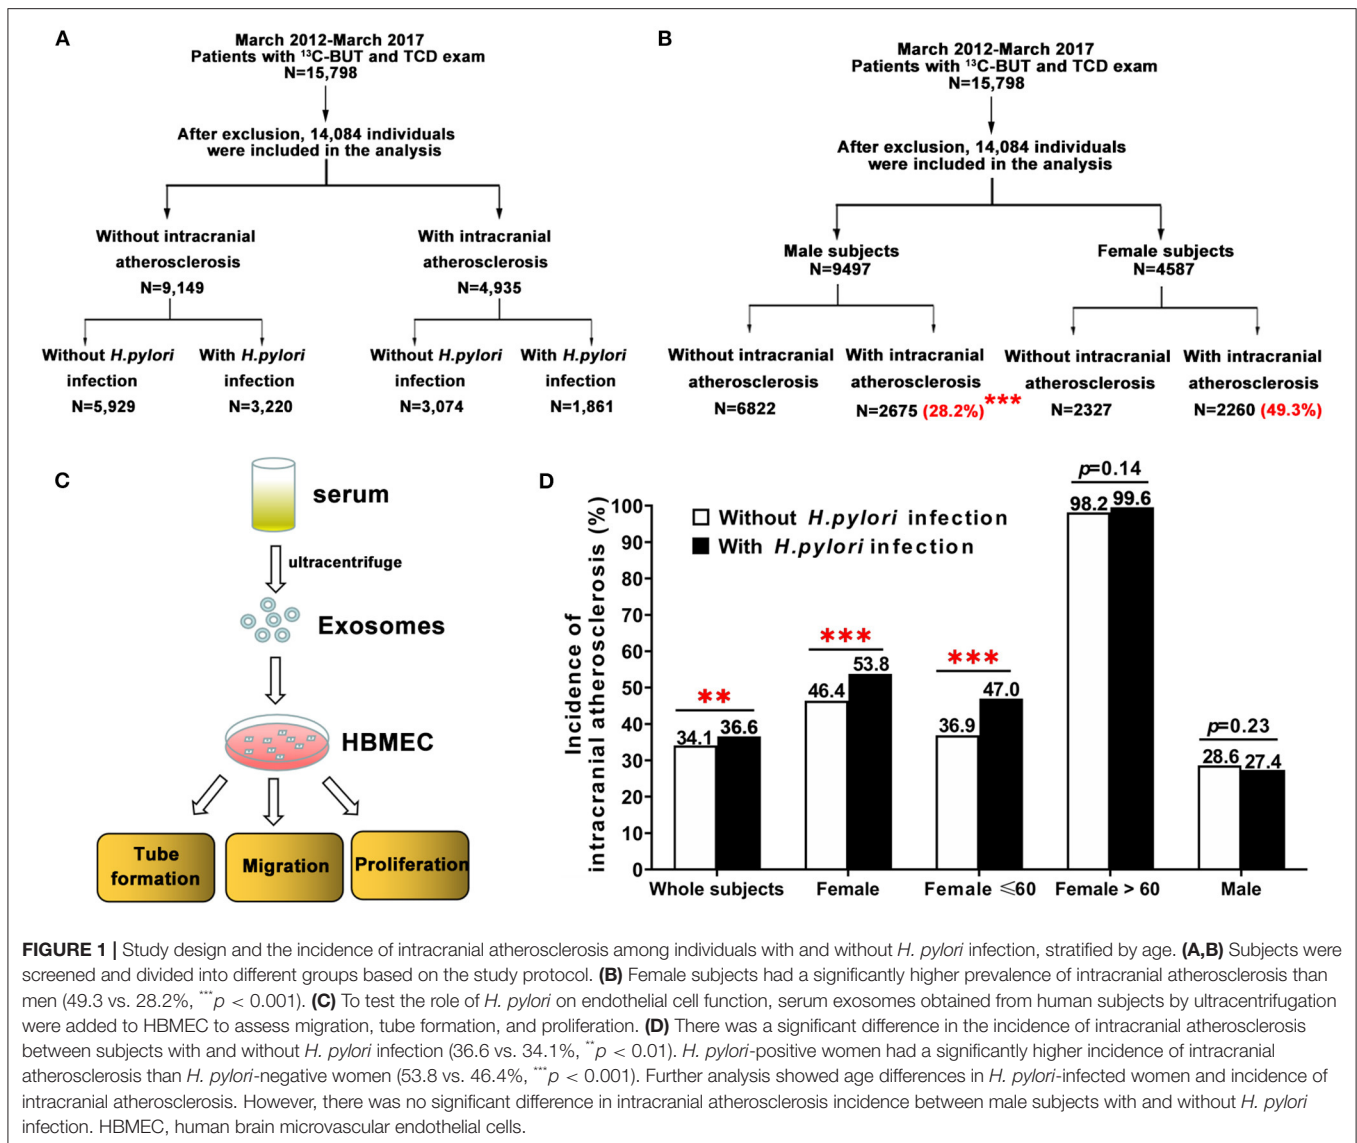 A
March 2012-March 2017
Patients with ¹³C-BUT and TCD exam
N=15,798
After exclusion, 14,084 individuals
were included in the analysis
Without intracranial
atherosclerosis
N=9,149
With intracranial
atherosclerosis
N=4,935
Without H.pylori
infection
N=5,929
With H.pylori
infection
N=3,220
Without H.pylori
infection
N=3,074
With H.pylori
infection
N=1,861
B
March 2012-March 2017
Patients with ¹³C-BUT and TCD exam
N=15,798
After exclusion, 14,084 individuals
were included in the analysis
Male subjects
N=9497
Female subjects
N=4587
Without intracranial
atherosclerosis
N=6822
With intracranial
atherosclerosis
N=2675 (28.2%)***
Without intracranial
atherosclerosis
N=2327
With intracranial
atherosclerosis
N=2260 (49.3%)
C
serum
ultracentrifuge
Exosomes
HBMEC
Tube
formation
Migration
Proliferation
D
Incidence of
intracranial atherosclerosis (%)
100
90
80
70
60
50
40
30
20
10
0
Without H.pylori infection
With H.pylori infection
**
34.1
36.6
***
46.4
53.8
***
36.9
47.0
p=0.14
98.2
99.6
p=0.23
28.6
27.4
Whole subjects
Female
Female ≤60
Female > 60
Male
FIGURE 1 | Study design and the incidence of intracranial atherosclerosis among individuals with and without H. pylori infection, stratified by age. (A,B) Subjects were
screened and divided into different groups based on the study protocol. (B) Female subjects had a significantly higher prevalence of intracranial atherosclerosis than
men (49.3 vs. 28.2%, ***p < 0.001). (C) To test the role of H. pylori on endothelial cell function, serum exosomes obtained from human subjects by ultracentrifugation
were added to HBMEC to assess migration, tube formation, and proliferation. (D) There was a significant difference in the incidence of intracranial atherosclerosis
between subjects with and without H. pylori infection (36.6 vs. 34.1%, **p < 0.01). H. pylori-positive women had a significantly higher incidence of intracranial
atherosclerosis than H. pylori-negative women (53.8 vs. 46.4%, ***p < 0.001). Further analysis showed age differences in H. pylori-infected women and incidence of
intracranial atherosclerosis. However, there was no significant difference in intracranial atherosclerosis incidence between male subjects with and without H. pylori
infection. HBMEC, human brain microvascular endothelial cells.